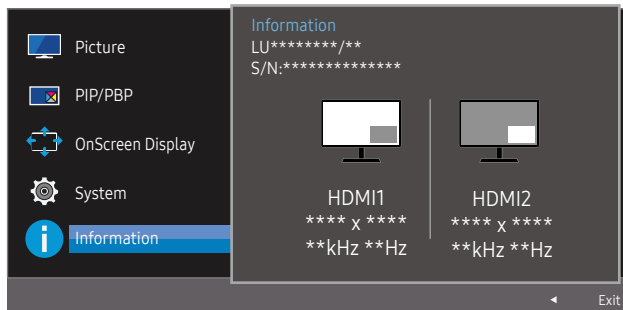 Picture
PIP/PBP
OnScreen Display
System
Information
Information
LU********/**
S/N:**************
HDMI1
**** x ****
**kHz **Hz
HDMI2
**** x ****
**kHz **Hz
Exit